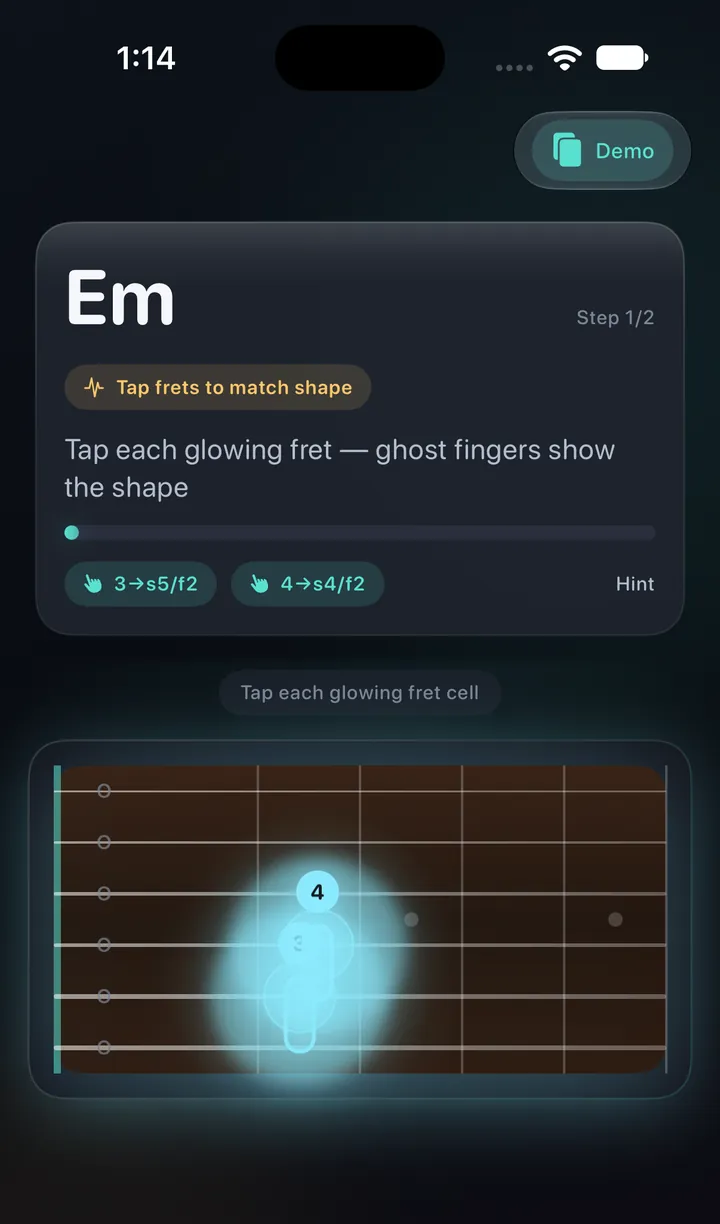 1:14
Demo
Em
Step 1/2
Tap frets to match shape
Tap each glowing fret — ghost fingers show
the shape
3→s5/f2
4→s4/f2
Hint
Tap each glowing fret cell
4
3